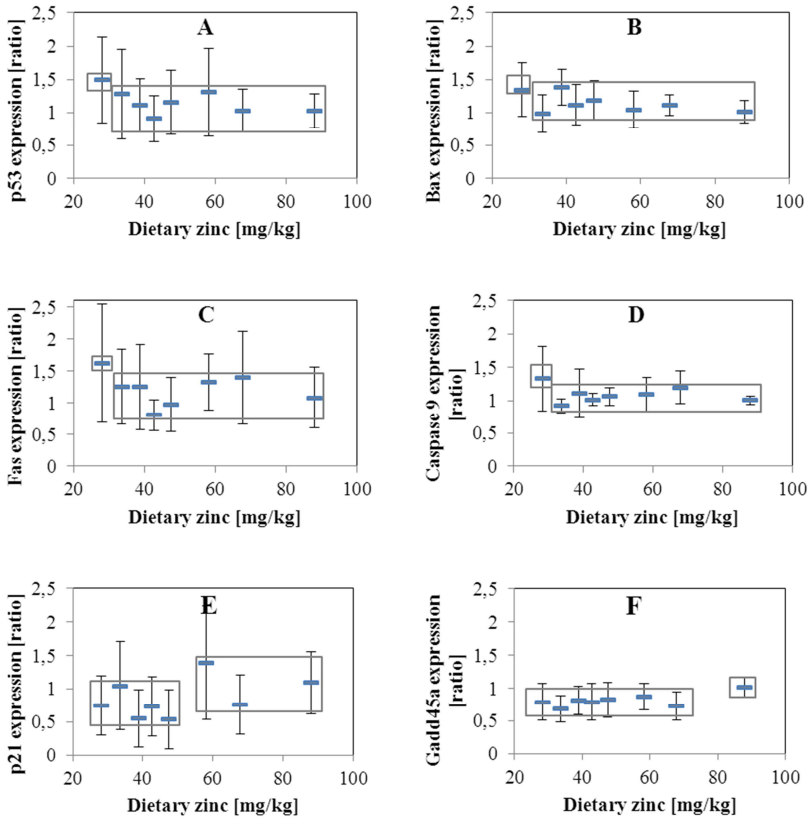 A
p53 expression [ratio]
2,5
2
1,5
1
0,5
0
20 40 60 80 100
Dietary zinc [mg/kg]
B
Bax expression [ratio]
2,5
2
1,5
1
0,5
0
20 40 60 80 100
Dietary zinc [mg/kg]
C
Fas expression [ratio]
2,5
2
1,5
1
0,5
0
20 40 60 80 100
Dietary zinc [mg/kg]
D
Caspase 9 expression
[ratio]
2,5
2
1,5
1
0,5
0
20 40 60 80 100
Dietary zinc [mg/kg]
E
p21 expression [ratio]
2,5
2
1,5
1
0,5
0
20 40 60 80 100
Dietary zinc [mg/kg]
F
Gadd45a expression
[ratio]
2,5
2
1,5
1
0,5
0
20 40 60 80 100
Dietary zinc [mg/kg]